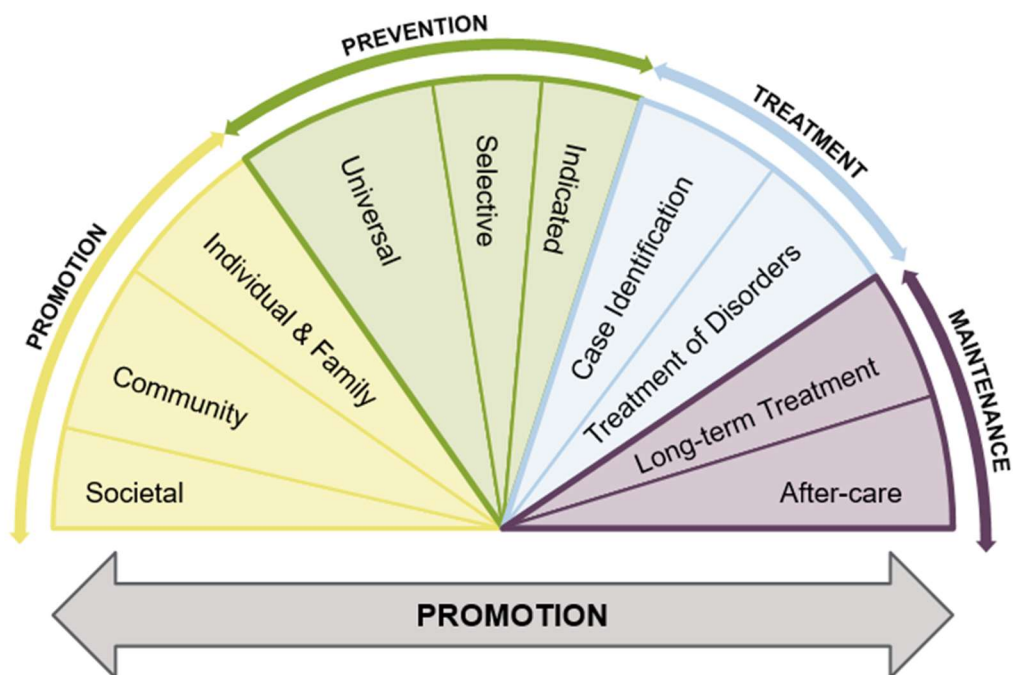 PROMOTION
PREVENTION
TREATMENT
MAINTENANCE
Societal
Community
Individual & Family
Universal
Selective
Indicated
Case Identification
Treatment of Disorders
Long-term Treatment
After-care
PROMOTION